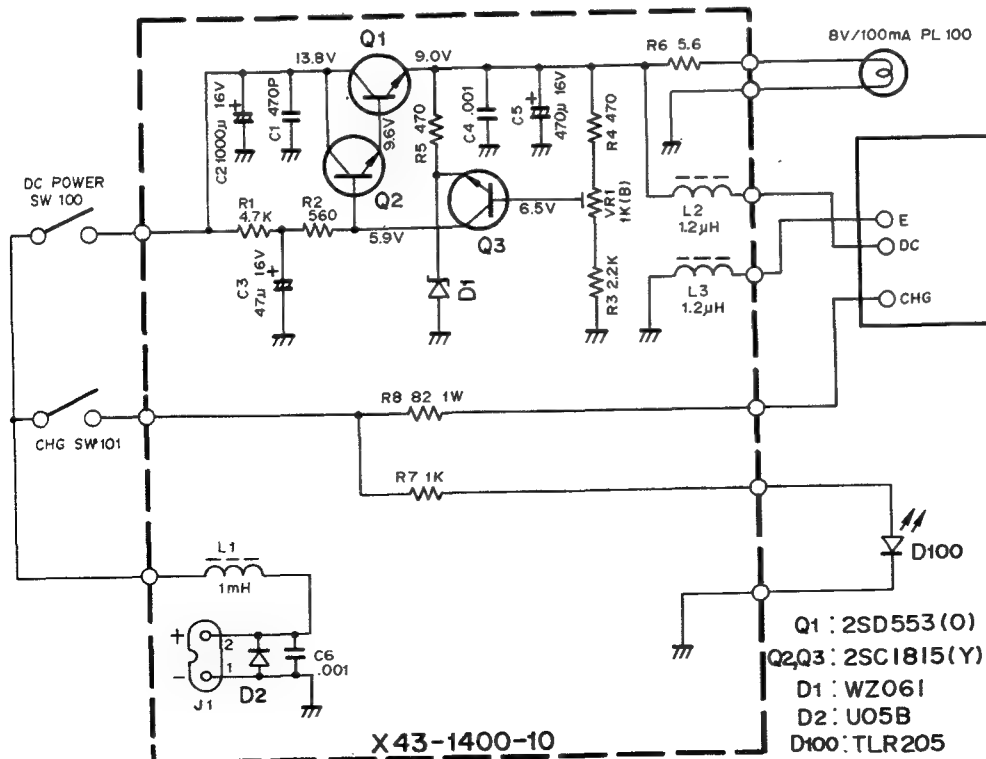 8V/100mA PL 100
Q1
R6 5.6
13.8V
9.0V
C2 1000µ 16V
+
C1 470P
9.6V
R5 470
C4 .001
C5
+
470µ 16V
R4 470
DC POWER
SW 100
Q2
R1
4.7K
R2
560
5.9V
Q3
6.5V
VR1
1K(B)
L2
1.2µH
E
DC
C3
47µ 16V
+
D1
R3 2.2K
L3
1.2µH
CHG
R8 82 1W
CHG SW101
R7 1K
L1
1mH
D100
+
2
1
-
J1
D2
C6
.001
Q1 : 2SD553(O)
Q2,Q3 : 2SC1815(Y)
D1 : WZ061
D2 : U05B
D100 : TLR205
X43-1400-10